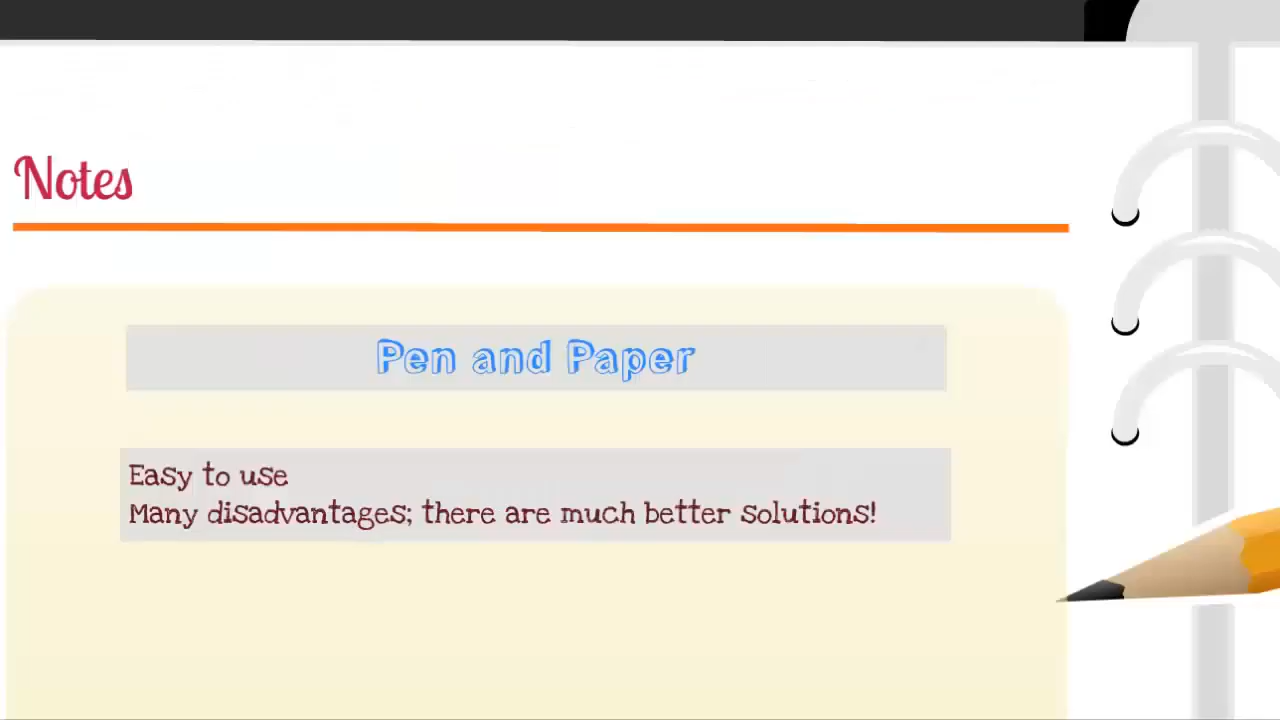 Notes
Pen and Paper
Easy to use
Many disadvantages; there are much better solutions!